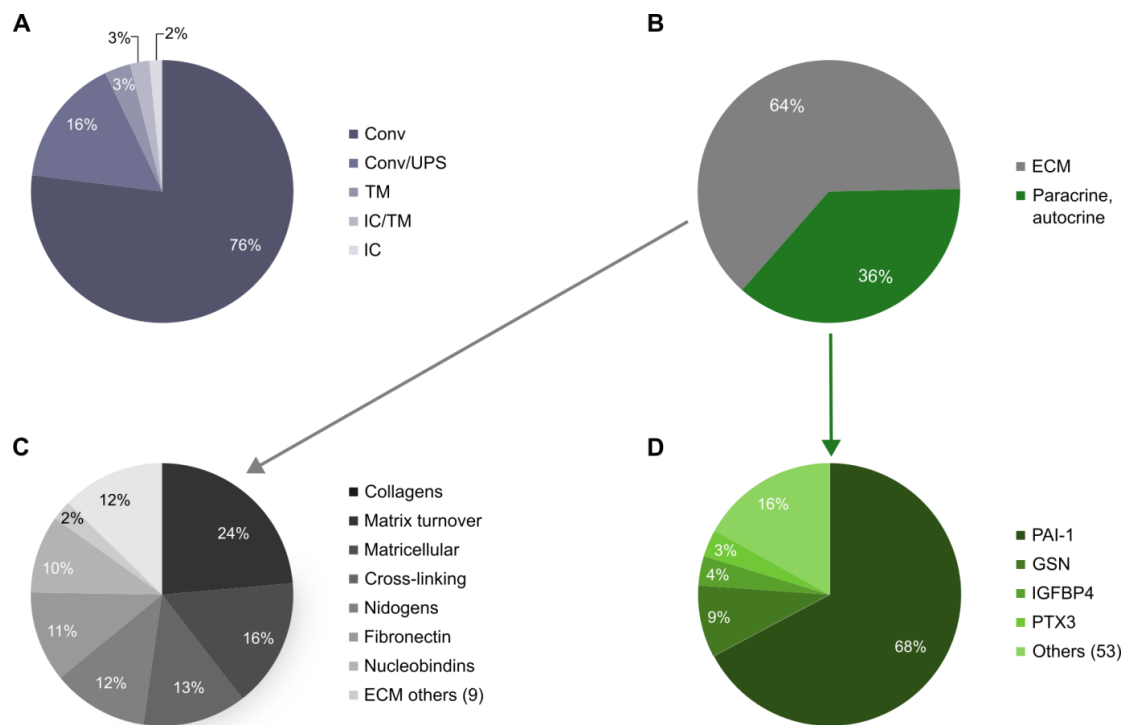 A
3%
2%
3%
16%
76%
Conv
Conv/UPS
TM
IC/TM
IC
B
64%
36%
ECM
Paracrine,
autocrine
C
12%
2%
24%
10%
16%
11%
12%
13%
Collagens
Matrix turnover
Matricellular
Cross-linking
Nidogens
Fibronectin
Nucleobindins
ECM others (9)
D
16%
3%
4%
9%
68%
PAI-1
GSN
IGFBP4
PTX3
Others (53)